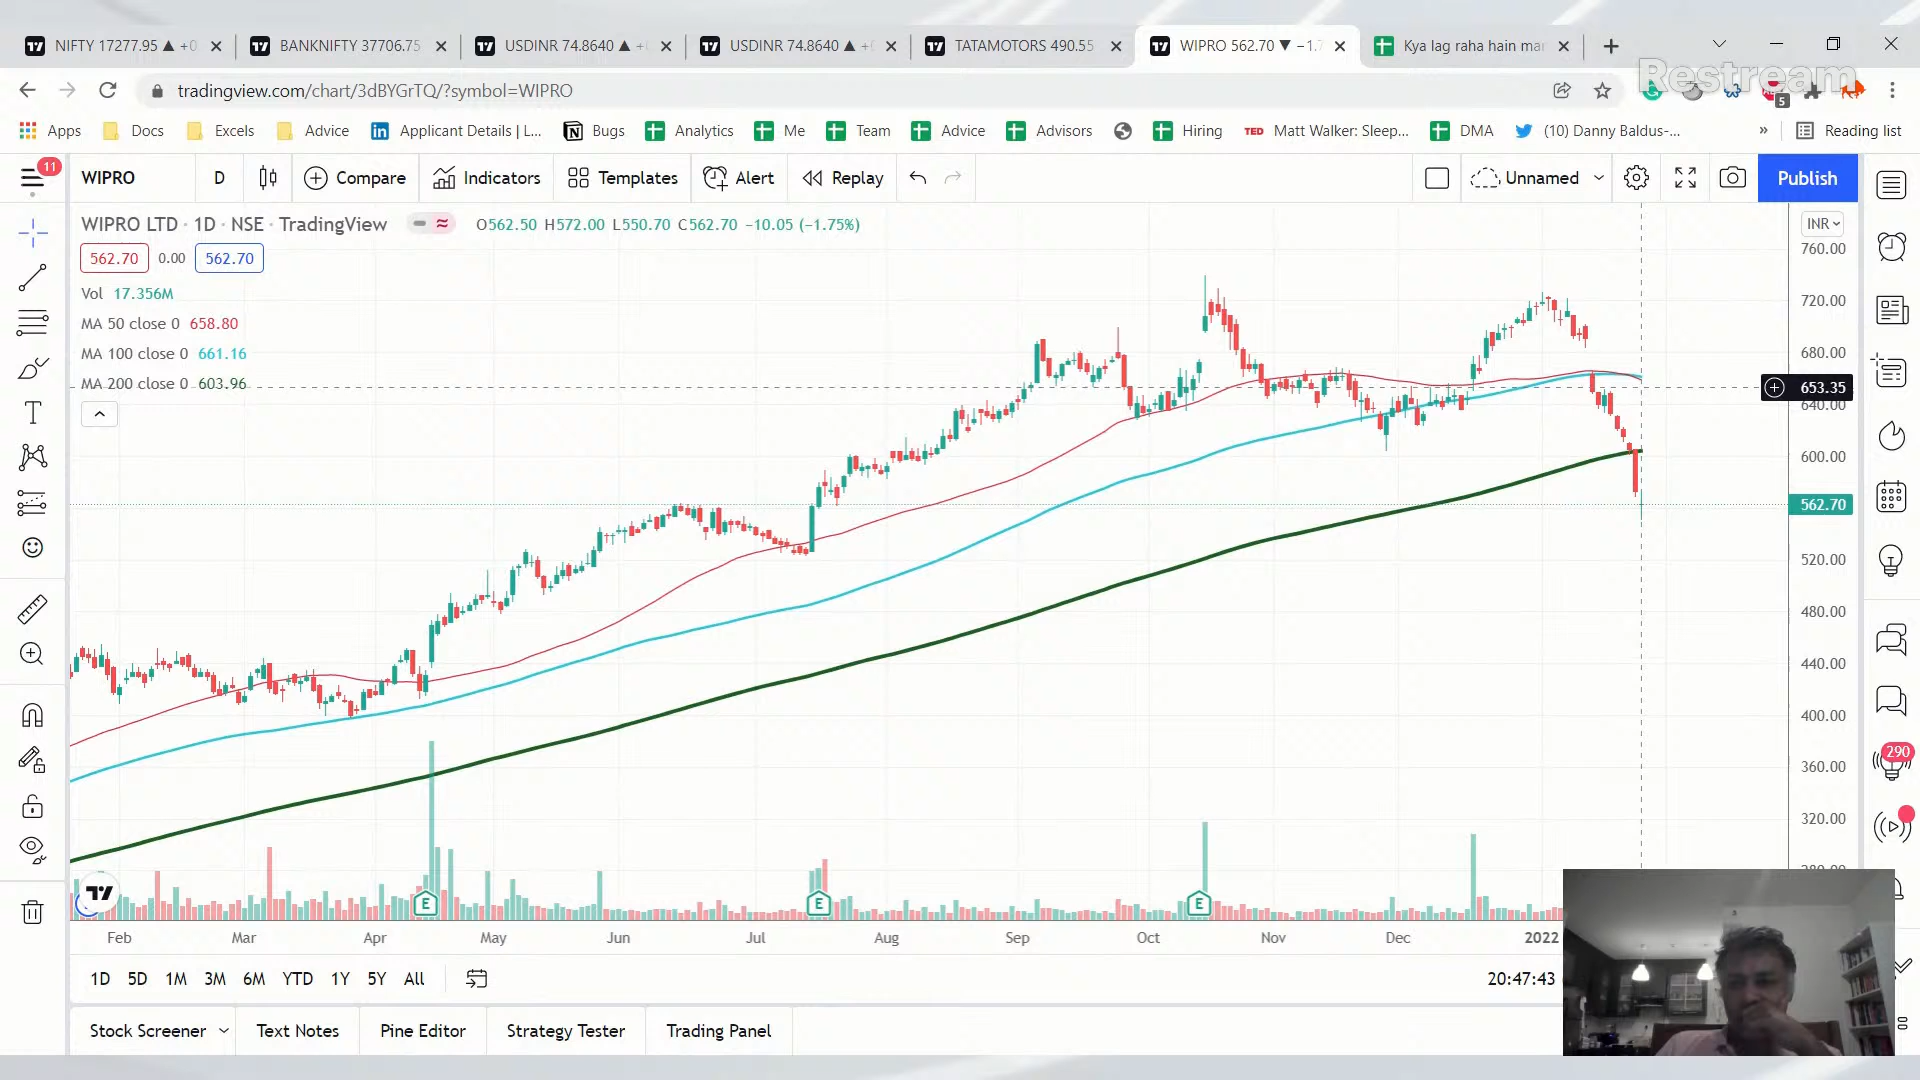 NIFTY 17277.95 ▲ +0
BANKNIFTY 37706.75
USDINR 74.8640 ▲ +
USDINR 74.8640 ▲ +
TATAMOTORS 490.55
WIPRO 562.70 ▼ −1.7
Kya lag raha hain mar
Restream
tradingview.com/chart/3dBYGrTQ/?symbol=WIPRO
5
Apps
Docs
Excels
Advice
Applicant Details | L...
Bugs
Analytics
Me
Team
Advice
Advisors
Hiring
TED
Matt Walker: Sleep...
DMA
(10) Danny Baldus-...
»
Reading list
11
WIPRO
D
Compare
Indicators
Templates
Alert
Replay
Unnamed
Publish
WIPRO LTD · 1D · NSE · TradingView
O562.50 H572.00 L550.70 C562.70 −10.05 (−1.75%)
INR
562.70 0.00 562.70
Vol 17.356M
MA 50 close 0 658.80
MA 100 close 0 661.16
MA 200 close 0 603.96
760.00
720.00
680.00
653.35
640.00
600.00
562.70
520.00
480.00
440.00
400.00
360.00
320.00
290
E
E
E
Feb Mar Apr May Jun Jul Aug Sep Oct Nov Dec 2022
1D 5D 1M 3M 6M YTD 1Y 5Y All
20:47:43
Stock Screener
Text Notes
Pine Editor
Strategy Tester
Trading Panel